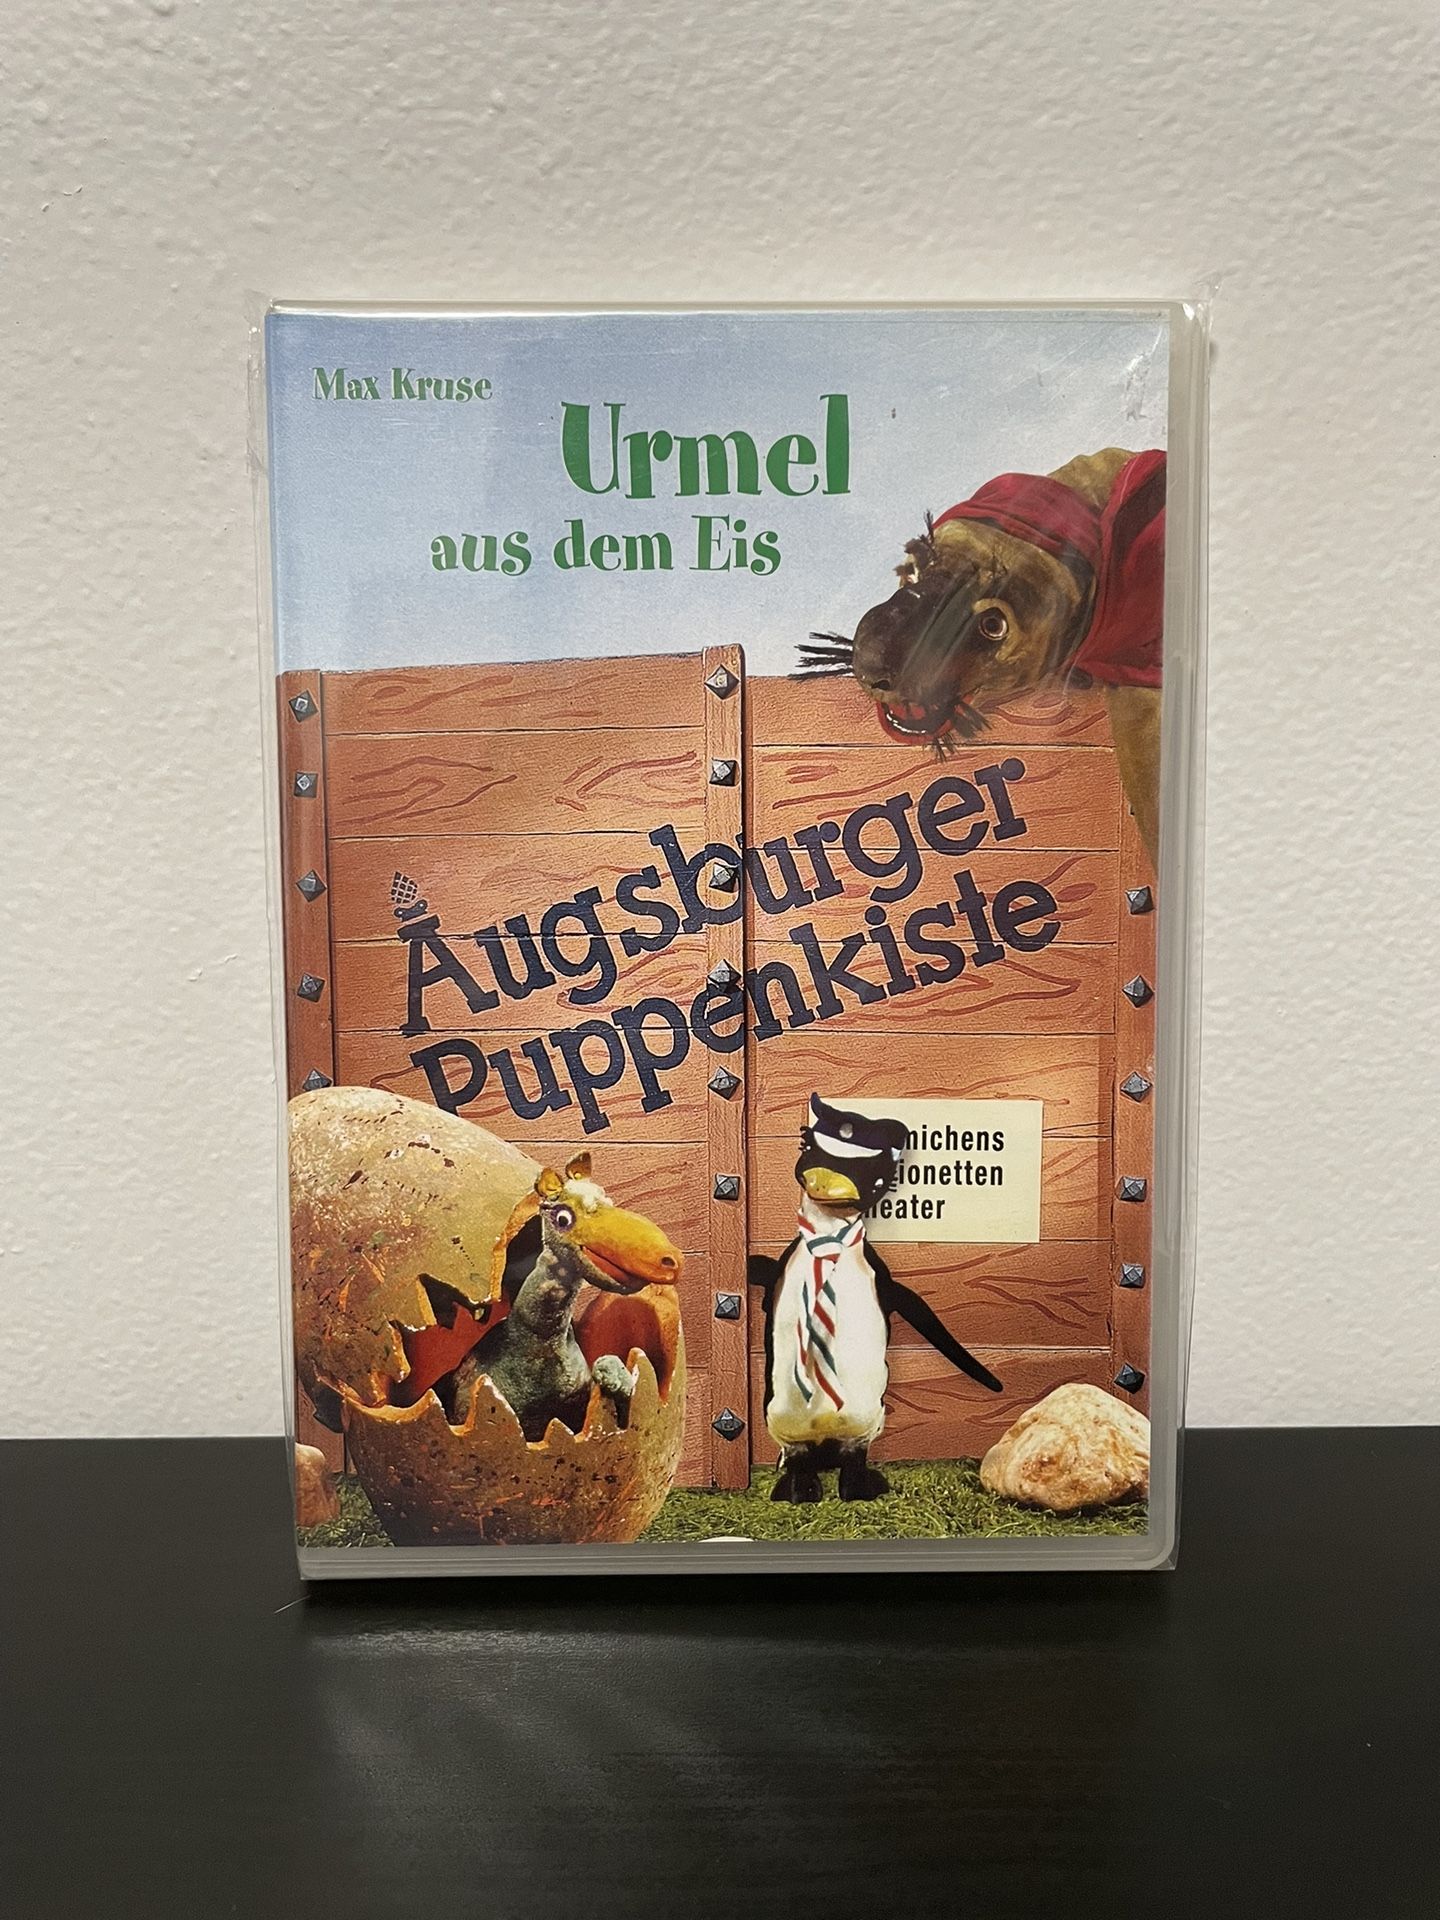 Max Kruse
Urmel
aus dem Eis
Augsburger
Puppenkiste
michens
ionetten
heater